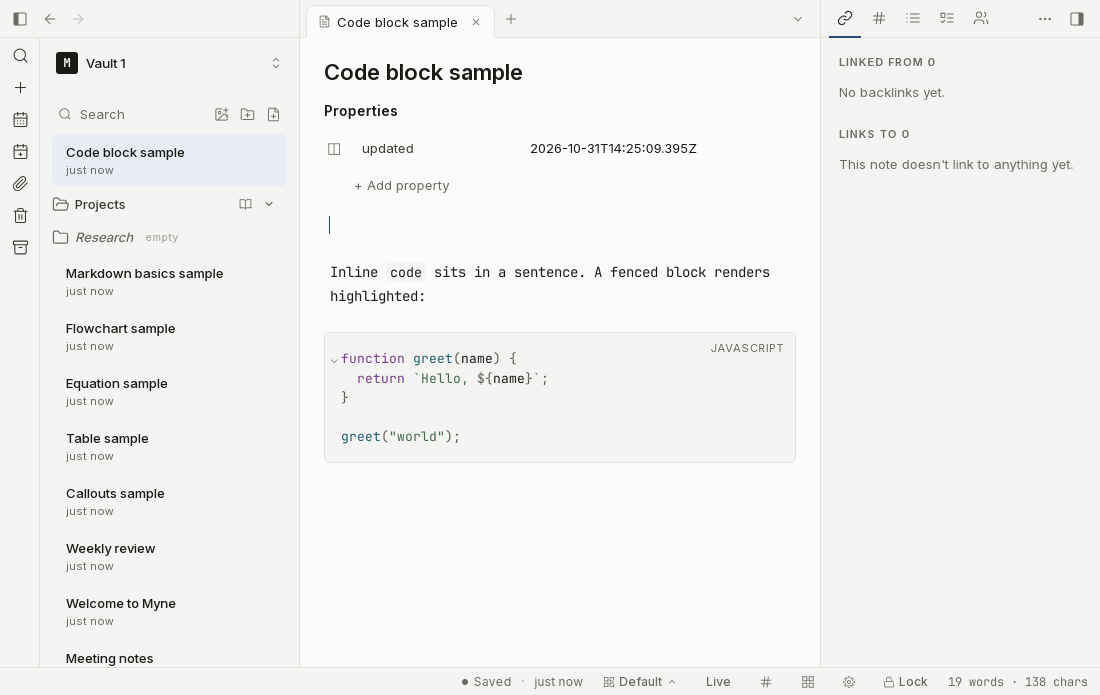 Code block sample
M Vault 1
Search
Code block sample
just now
Projects
Research empty
Markdown basics sample
just now
Flowchart sample
just now
Equation sample
just now
Table sample
just now
Callouts sample
just now
Weekly review
just now
Welcome to Myne
just now
Meeting notes
Code block sample
Properties
updated 2026-10-31T14:25:09.395Z
+ Add property
Inline code sits in a sentence. A fenced block renders
highlighted:
JAVASCRIPT
function greet(name) {
  return `Hello, ${name}`;
}
greet("world");
LINKED FROM 0
No backlinks yet.
LINKS TO 0
This note doesn't link to anything yet.
Saved · just now Default Live Lock 19 words · 138 chars